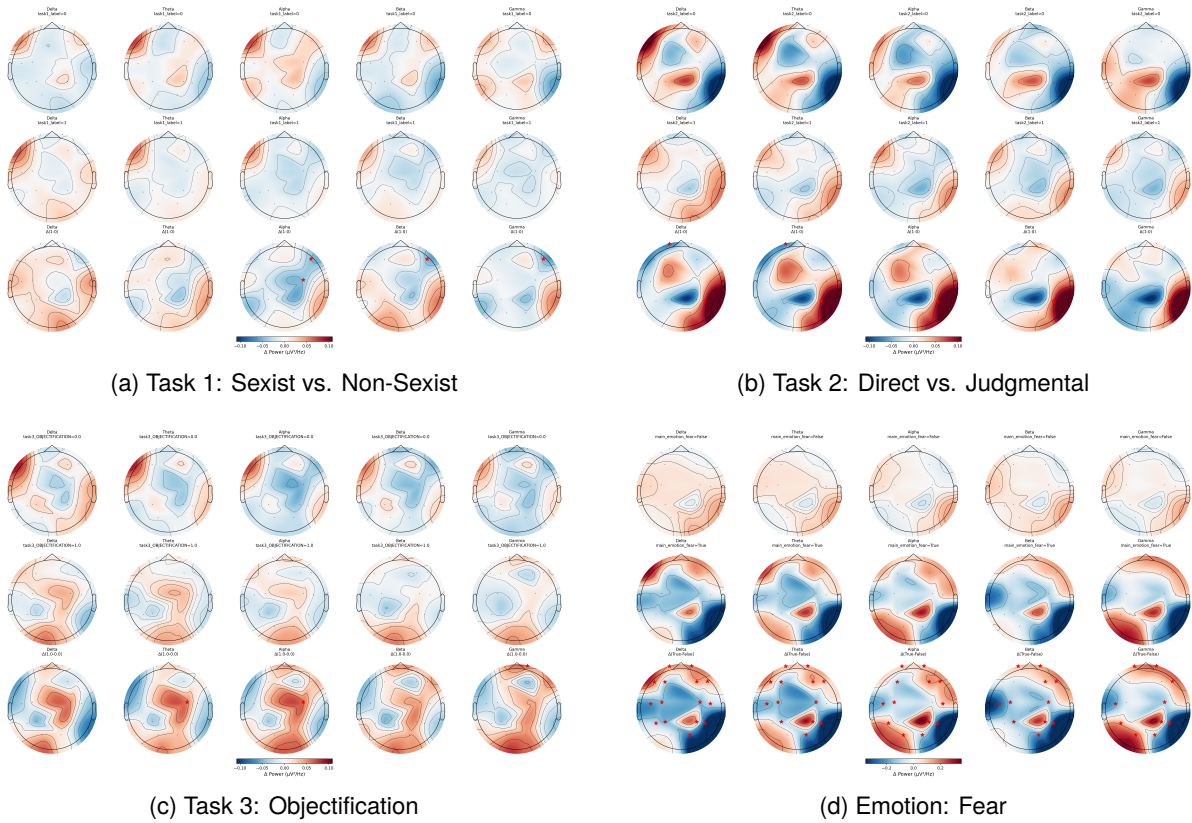 Delta Theta Alpha Beta Gamma
task1_label=0 task1_label=0 task1_label=0 task1_label=0 task1_label=0
Delta Theta Alpha Beta Gamma
task1_label=1 task1_label=1 task1_label=1 task1_label=1 task1_label=1
Delta Theta Alpha Beta Gamma
Δ(1-0) Δ(1-0) Δ(1-0) Δ(1-0) Δ(1-0)
−0.10 −0.05 0.00 0.05 0.10
Δ Power (μV²/Hz)
(a) Task 1: Sexist vs. Non-Sexist
Delta Theta Alpha Beta Gamma
task2_label=0 task2_label=0 task2_label=0 task2_label=0 task2_label=0
Delta Theta Alpha Beta Gamma
task2_label=1 task2_label=1 task2_label=1 task2_label=1 task2_label=1
Delta Theta Alpha Beta Gamma
Δ(1-0) Δ(1-0) Δ(1-0) Δ(1-0) Δ(1-0)
−0.10 −0.05 0.00 0.05 0.10
Δ Power (μV²/Hz)
(b) Task 2: Direct vs. Judgmental
Delta Theta Alpha Beta Gamma
task3_OBJECTIFICATION=0.0 task3_OBJECTIFICATION=0.0 task3_OBJECTIFICATION=0.0 task3_OBJECTIFICATION=0.0 task3_OBJECTIFICATION=0.0
Delta Theta Alpha Beta Gamma
task3_OBJECTIFICATION=1.0 task3_OBJECTIFICATION=1.0 task3_OBJECTIFICATION=1.0 task3_OBJECTIFICATION=1.0 task3_OBJECTIFICATION=1.0
Delta Theta Alpha Beta Gamma
Δ(1.0-0.0) Δ(1.0-0.0) Δ(1.0-0.0) Δ(1.0-0.0) Δ(1.0-0.0)
−0.10 −0.05 0.00 0.05 0.10
Δ Power (μV²/Hz)
(c) Task 3: Objectification
Delta Theta Alpha Beta Gamma
main_emotion_fear=False main_emotion_fear=False main_emotion_fear=False main_emotion_fear=False main_emotion_fear=False
Delta Theta Alpha Beta Gamma
main_emotion_fear=True main_emotion_fear=True main_emotion_fear=True main_emotion_fear=True main_emotion_fear=True
Delta Theta Alpha Beta Gamma
Δ(True-False) Δ(True-False) Δ(True-False) Δ(True-False) Δ(True-False)
−0.2 0.0 0.2
Δ Power (μV²/Hz)
(d) Emotion: Fear